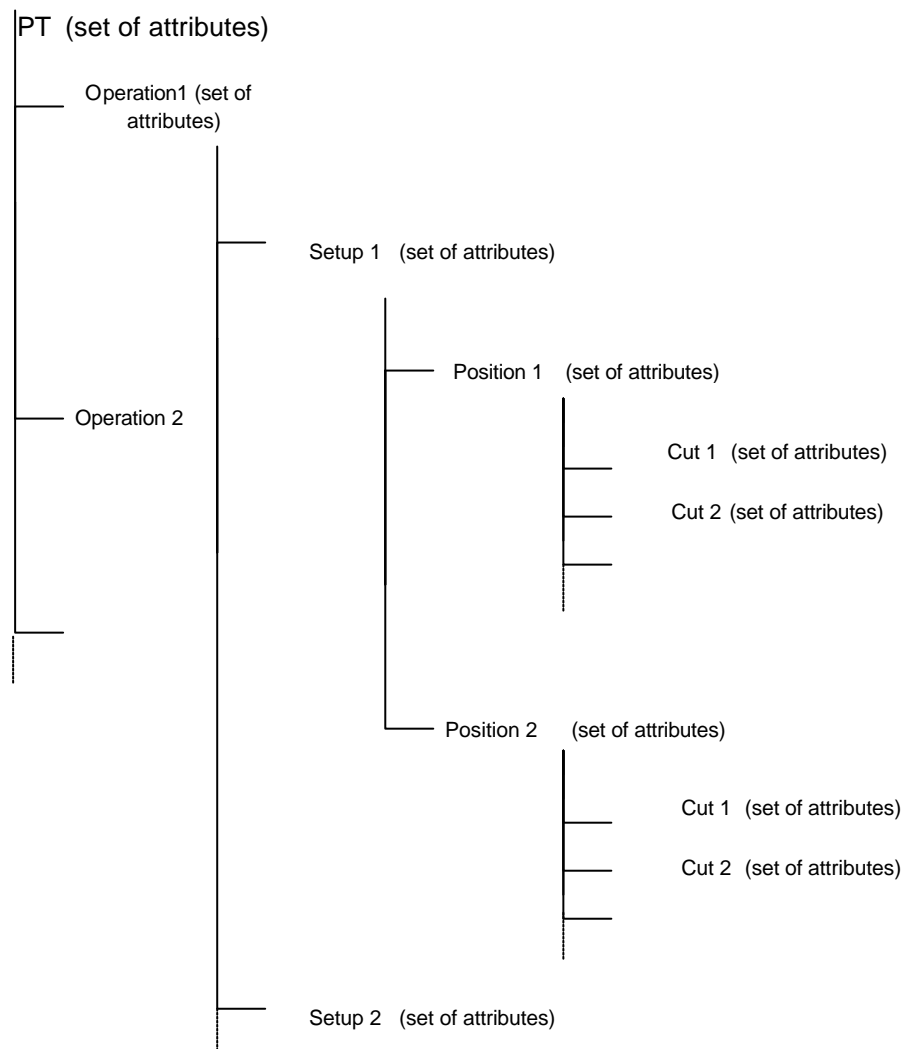 PT (set of attributes)
Operation1 (set of
attributes)
Setup 1 (set of attributes)
Position 1 (set of attributes)
Operation 2
Cut 1 (set of attributes)
Cut 2 (set of attributes)
Position 2 (set of attributes)
Cut 1 (set of attributes)
Cut 2 (set of attributes)
Setup 2 (set of attributes)